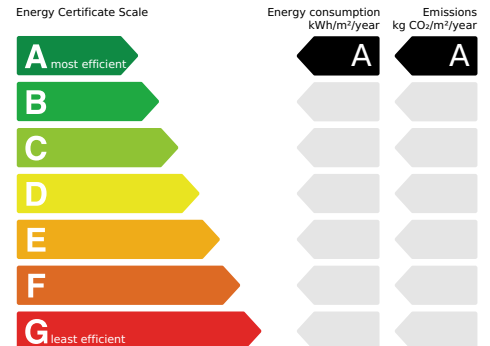 Energy Certificate Scale
Energy consumption
kWh/m²/year
Emissions
kg CO₂/m²/year
A most efficient
A
A
B
C
D
E
F
G least efficient